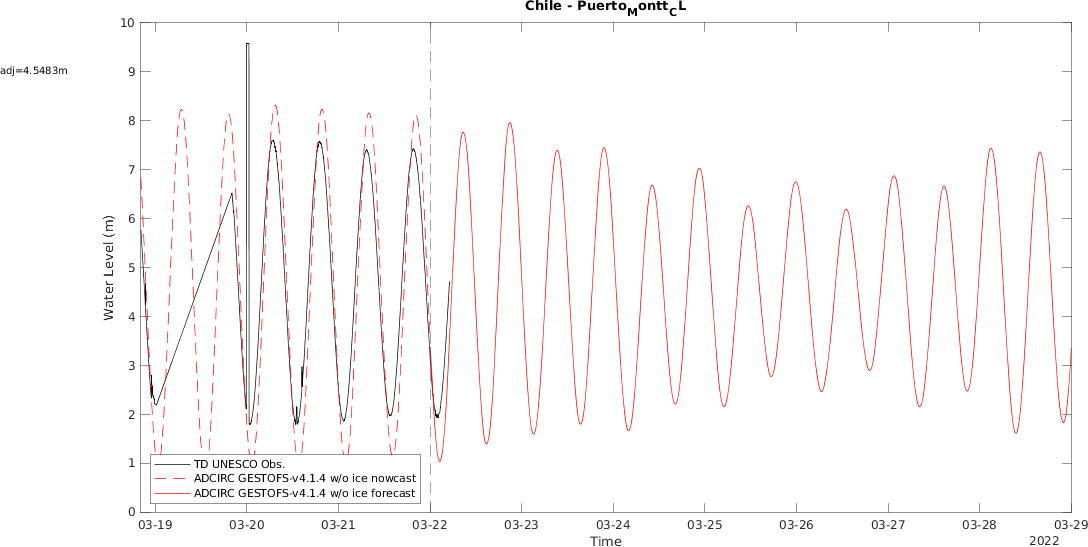 Chile - PuertoMonttCL
adj=4.5483m
10
9
8
7
6
5
4
3
2
1
0
Water Level (m)
TD UNESCO Obs.
ADCIRC GESTOFS-v4.1.4 w/o ice nowcast
ADCIRC GESTOFS-v4.1.4 w/o ice forecast
03-19 03-20 03-21 03-22 03-23 03-24 03-25 03-26 03-27 03-28 03-29
Time
2022